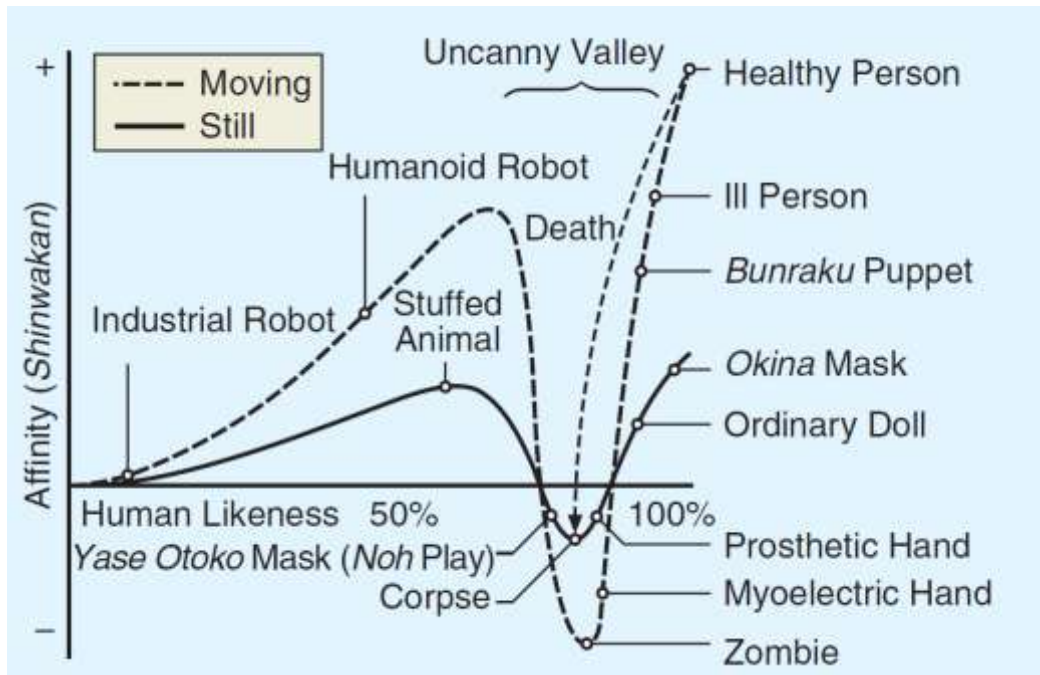 +
Uncanny Valley
Moving
Still
Healthy Person
Humanoid Robot
Ill Person
Death
Bunraku Puppet
Industrial Robot
Stuffed
Animal
Okina Mask
Ordinary Doll
Affinity (Shinwakan)
Human Likeness 50% 100%
Yase Otoko Mask (Noh Play)
Prosthetic Hand
Corpse
Myoelectric Hand
–
Zombie